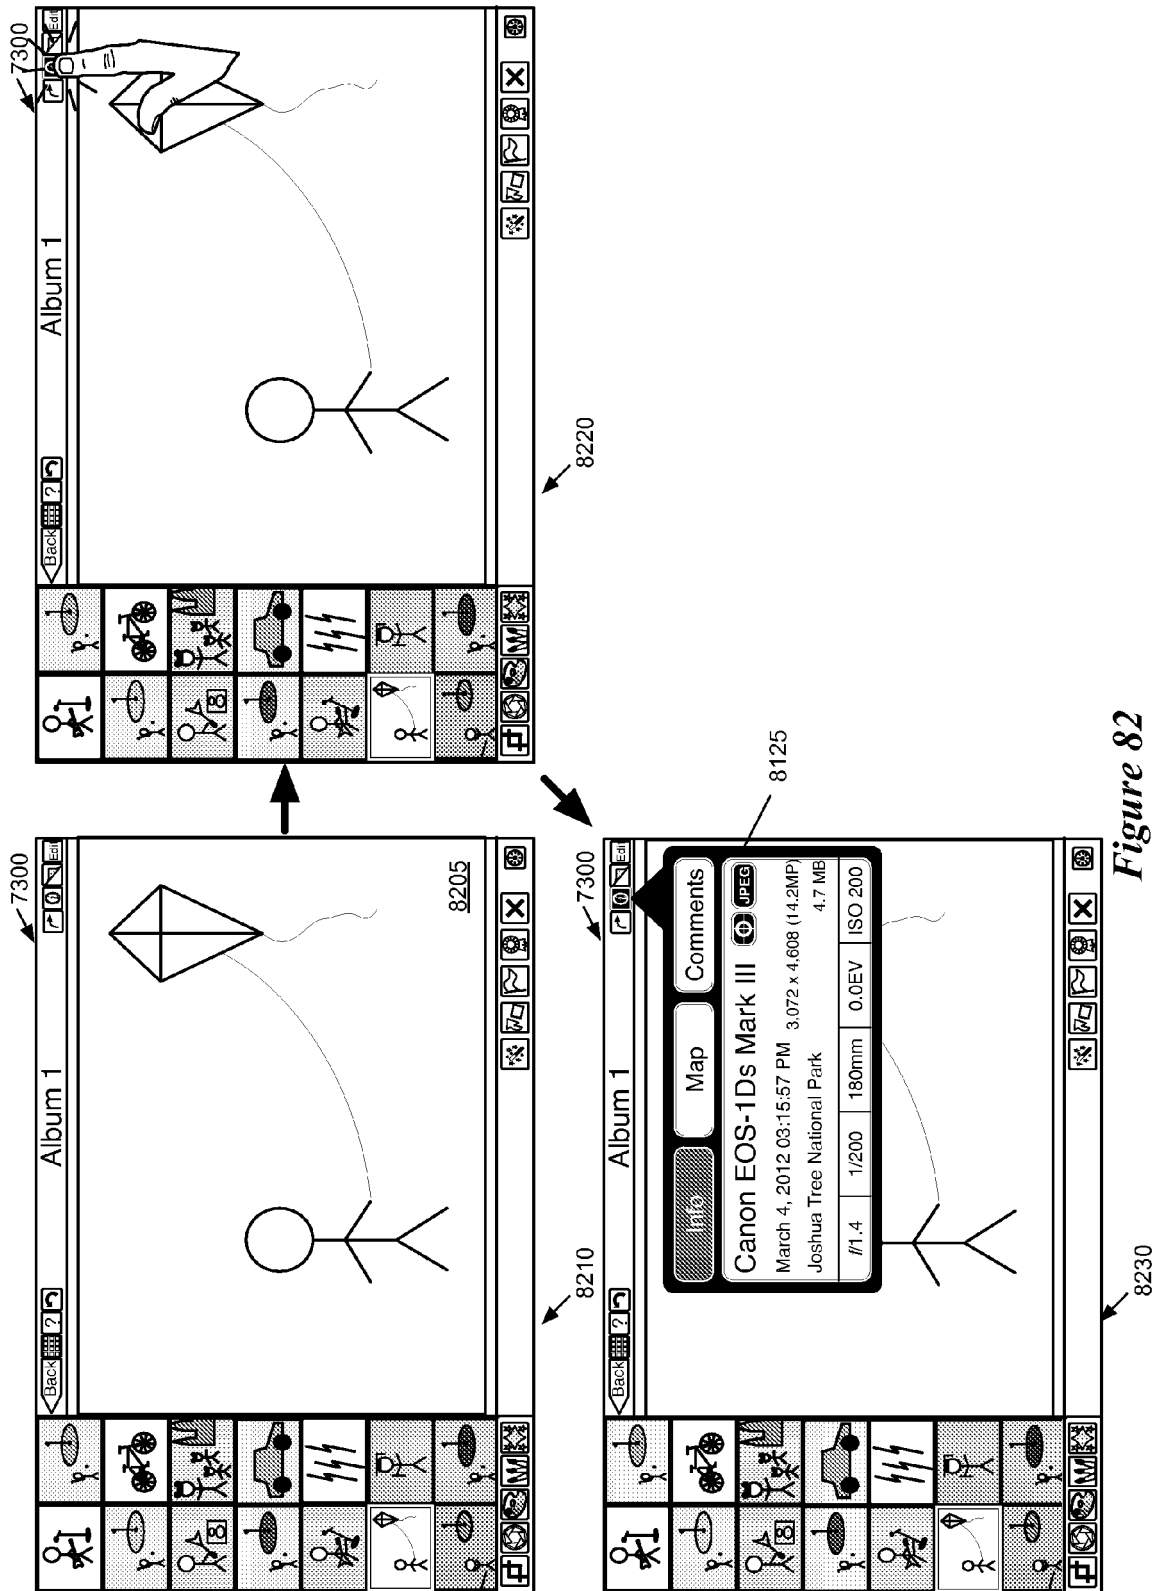 7300
Back ? Album 1 Edit
8205
8210
7300
Back ? Album 1 Edit
8220
7300
Back ? Album 1 Edit
Info Map Comments
Canon EOS-1Ds Mark III JPEG
March 4, 2012 03:15:57 PM 3,072 x 4,608 (14.2MP)
Joshua Tree National Park 4.7 MB
f/1.4 1/200 180mm 0.0EV ISO 200
8125
8230
Figure 82